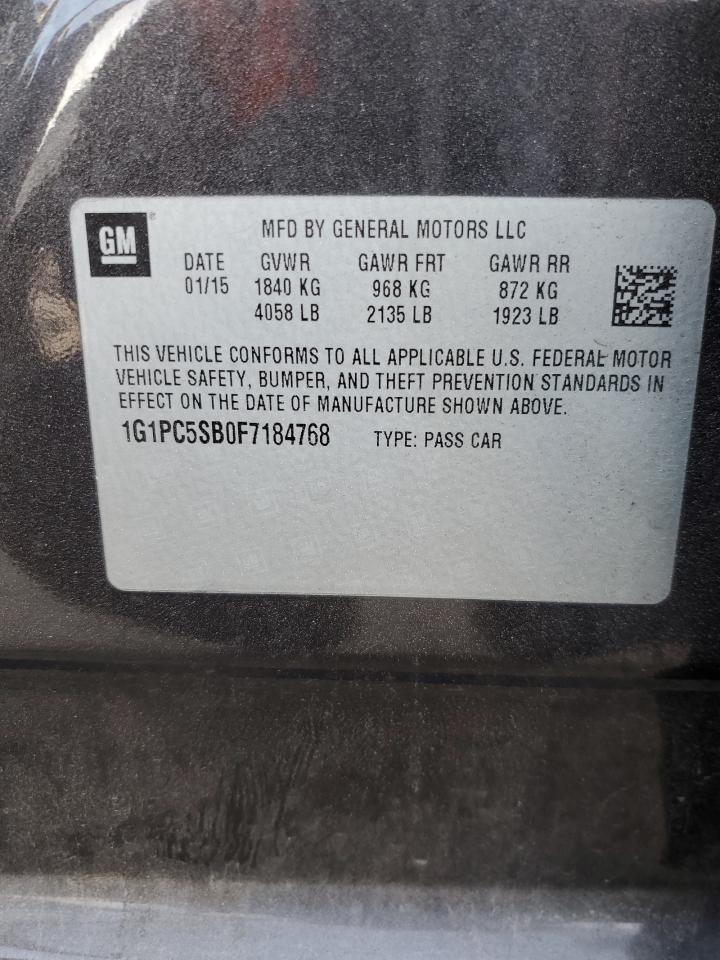 GM
MFD BY GENERAL MOTORS LLC
DATE GVWR GAWR FRT GAWR RR
01/15 1840 KG 968 KG 872 KG
4058 LB 2135 LB 1923 LB
THIS VEHICLE CONFORMS TO ALL APPLICABLE U.S. FEDERAL MOTOR
VEHICLE SAFETY, BUMPER, AND THEFT PREVENTION STANDARDS IN
EFFECT ON THE DATE OF MANUFACTURE SHOWN ABOVE.
1G1PC5SB0F7184768 TYPE: PASS CAR